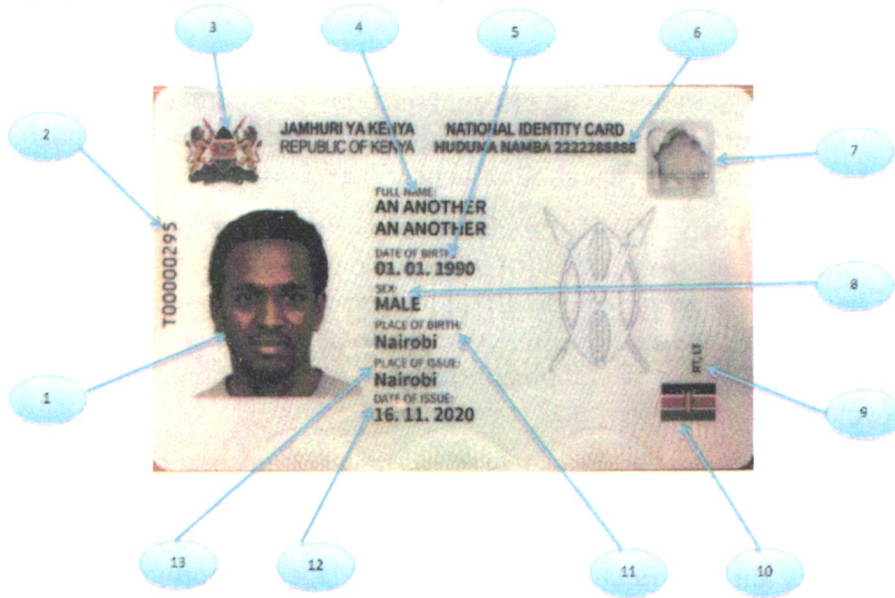 3
4
5
6
2
7
JAMHURI YA KENYA NATIONAL IDENTITY CARD
REPUBLIC OF KENYA HUDUMA NAMBA 2222288888
FULL NAME:
AN ANOTHER
AN ANOTHER
T00000295
DATE OF BIRTH:
01. 01. 1990
SEX:
MALE
8
PLACE OF BIRTH:
Nairobi
PLACE OF ISSUE:
Nairobi
RT, LT
DATE OF ISSUE:
16. 11. 2020
1
9
13
12
11
10